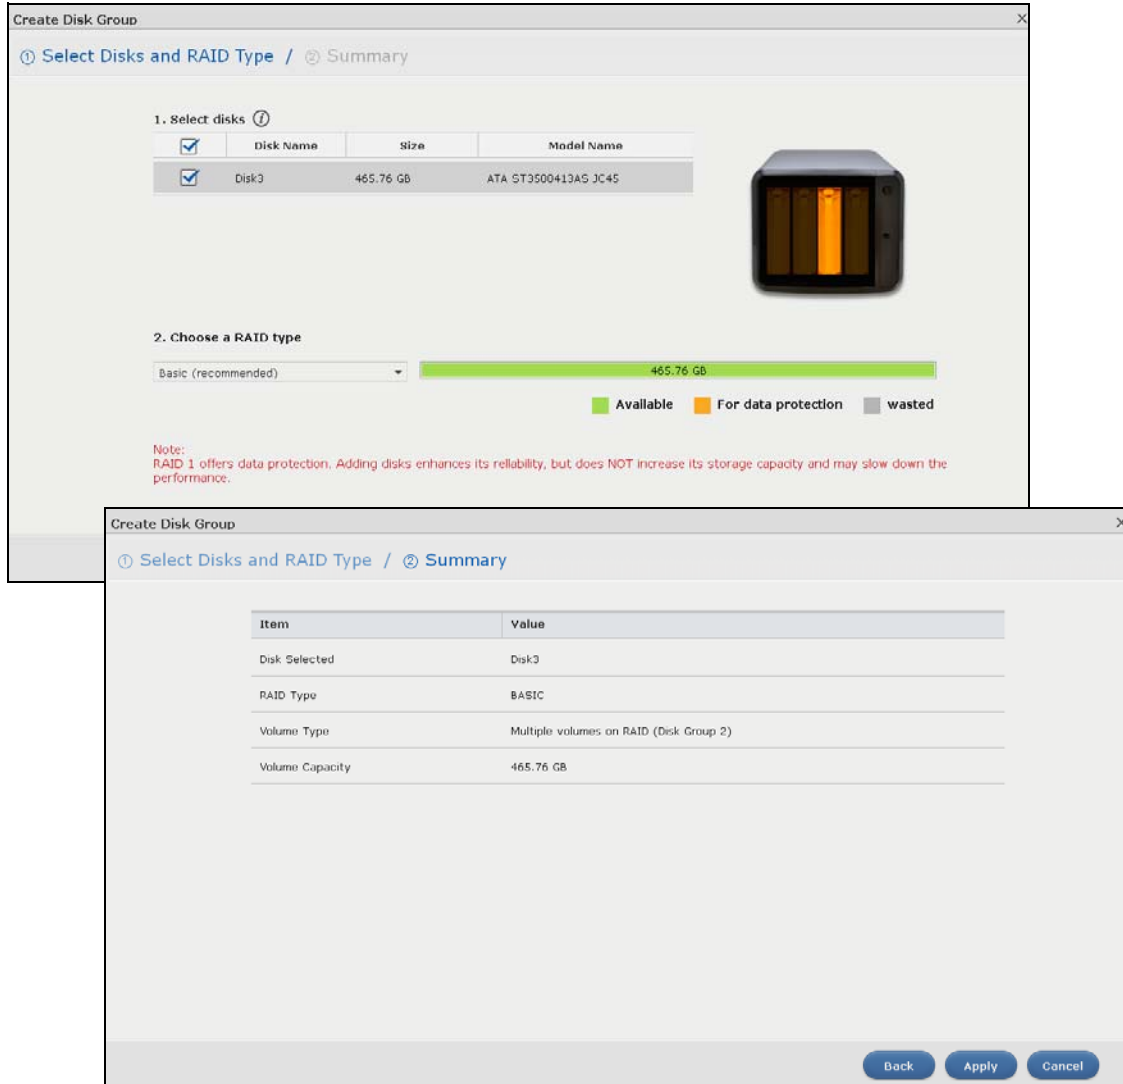 Create Disk Group
① Select Disks and RAID Type / ② Summary
1. Select disks
Disk Name Size Model Name
Disk3 465.76 GB ATA ST3500413AS JC45
2. Choose a RAID type
Basic (recommended) 465.76 GB
Available For data protection wasted
Note:
RAID 1 offers data protection. Adding disks enhances its reliability, but does NOT increase its storage capacity and may slow down the
performance.
Create Disk Group
① Select Disks and RAID Type / ② Summary
Item Value
Disk Selected Disk3
RAID Type BASIC
Volume Type Multiple volumes on RAID (Disk Group 2)
Volume Capacity 465.76 GB
Back Apply Cancel